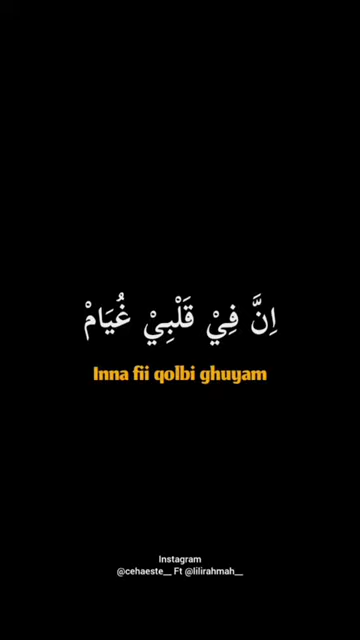 اِنَّ فِيْ قَلْبِيْ غُيَامْ
Inna fii qolbi ghuyam
Instagram
@cehaeste__ Ft @lilirahmah__